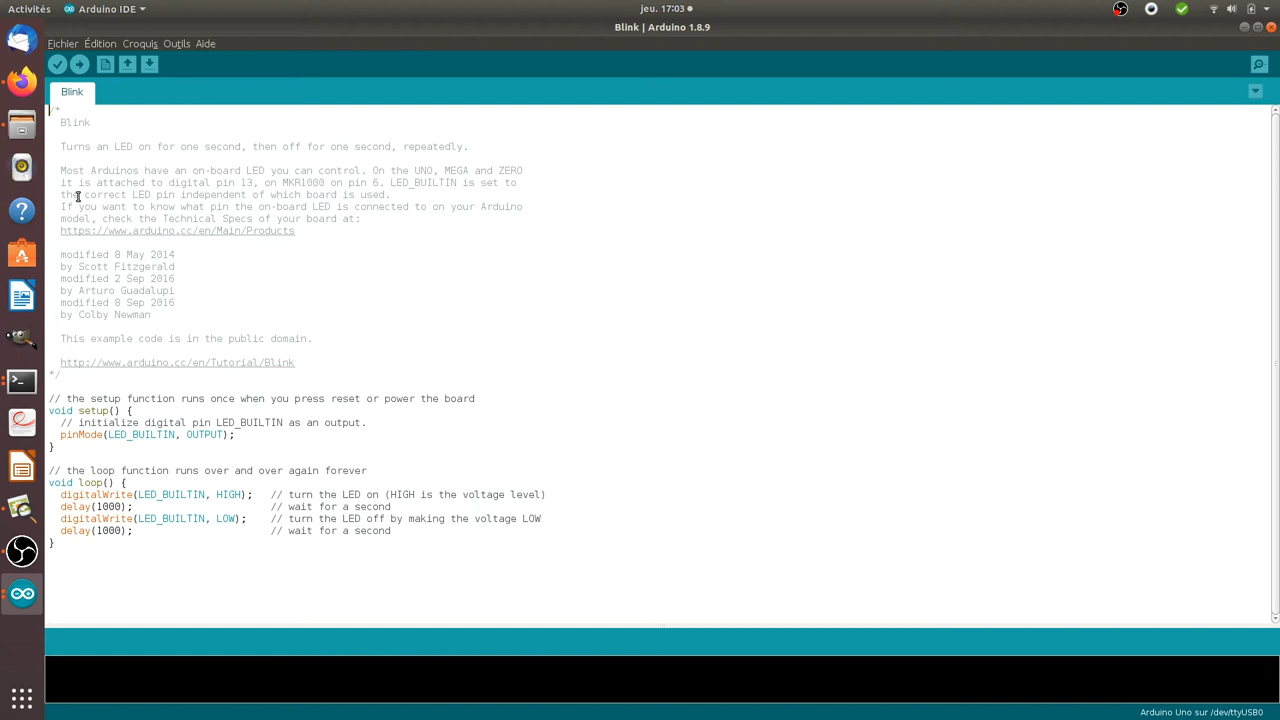 Activités
Arduino IDE
jeu. 17:03
Blink | Arduino 1.8.9
Fichier Édition Croquis Outils Aide
Blink
/*
Blink
Turns an LED on for one second, then off for one second, repeatedly.
Most Arduinos have an on-board LED you can control. On the UNO, MEGA and ZERO
it is attached to digital pin 13, on MKR1000 on pin 6. LED_BUILTIN is set to
the correct LED pin independent of which board is used.
If you want to know what pin the on-board LED is connected to on your Arduino
model, check the Technical Specs of your board at:
https://www.arduino.cc/en/Main/Products
modified 8 May 2014
by Scott Fitzgerald
modified 2 Sep 2016
by Arturo Guadalupi
modified 8 Sep 2016
by Colby Newman
This example code is in the public domain.
http://www.arduino.cc/en/Tutorial/Blink
*/
// the setup function runs once when you press reset or power the board
void setup() {
// initialize digital pin LED_BUILTIN as an output.
pinMode(LED_BUILTIN, OUTPUT);
}
// the loop function runs over and over again forever
void loop() {
digitalWrite(LED_BUILTIN, HIGH);   // turn the LED on (HIGH is the voltage level)
delay(1000);                       // wait for a second
digitalWrite(LED_BUILTIN, LOW);    // turn the LED off by making the voltage LOW
delay(1000);                       // wait for a second
}
Arduino Uno sur /dev/ttyUSB0